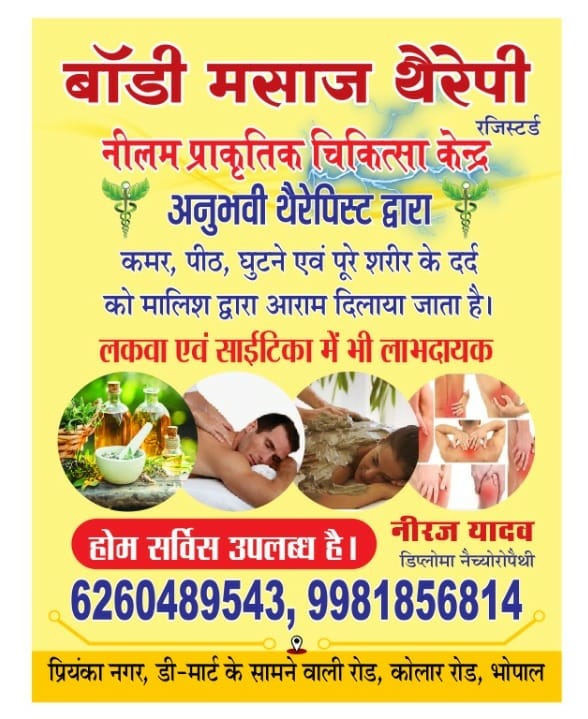 बॉडी मसाज थैरेपी
रजिस्टर्ड
नीलम प्राकृतिक चिकित्सा केन्द्र
अनुभवी थैरेपिस्ट द्वारा
कमर, पीठ, घुटने एवं पूरे शरीर के दर्द
को मालिश द्वारा आराम दिलाया जाता है।
लकवा एवं साईटिका में भी लाभदायक
होम सर्विस उपलब्ध है।
नीरज यादव
डिप्लोमा नैच्योरोपैथी
6260489543, 9981856814
प्रियंका नगर, डी-मार्ट के सामने वाली रोड, कोलार रोड, भोपाल